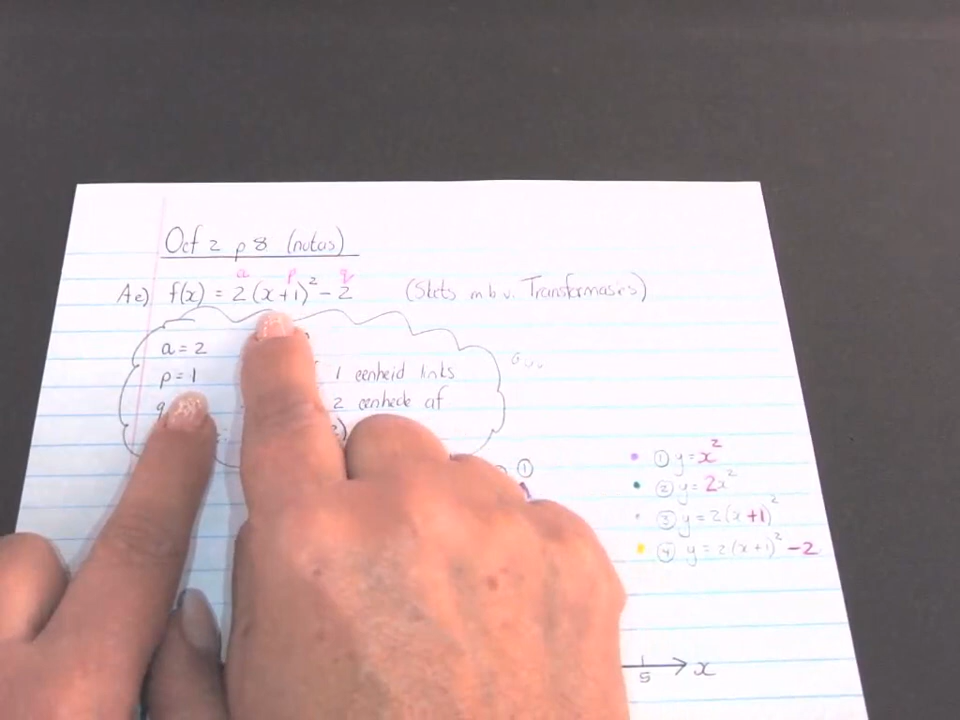 Oef 2 p 8 (notas)
a p q
A e) f(x) = 2(x+1)² - 2 (Skets m.b.v. Transformasies)
a = 2
p = 1 1 eenheid links
q 2 eenhede af
①
① y = x²
② y = 2x²
③ y = 2(x+1)²
④ y = 2(x+1)² - 2
5 x